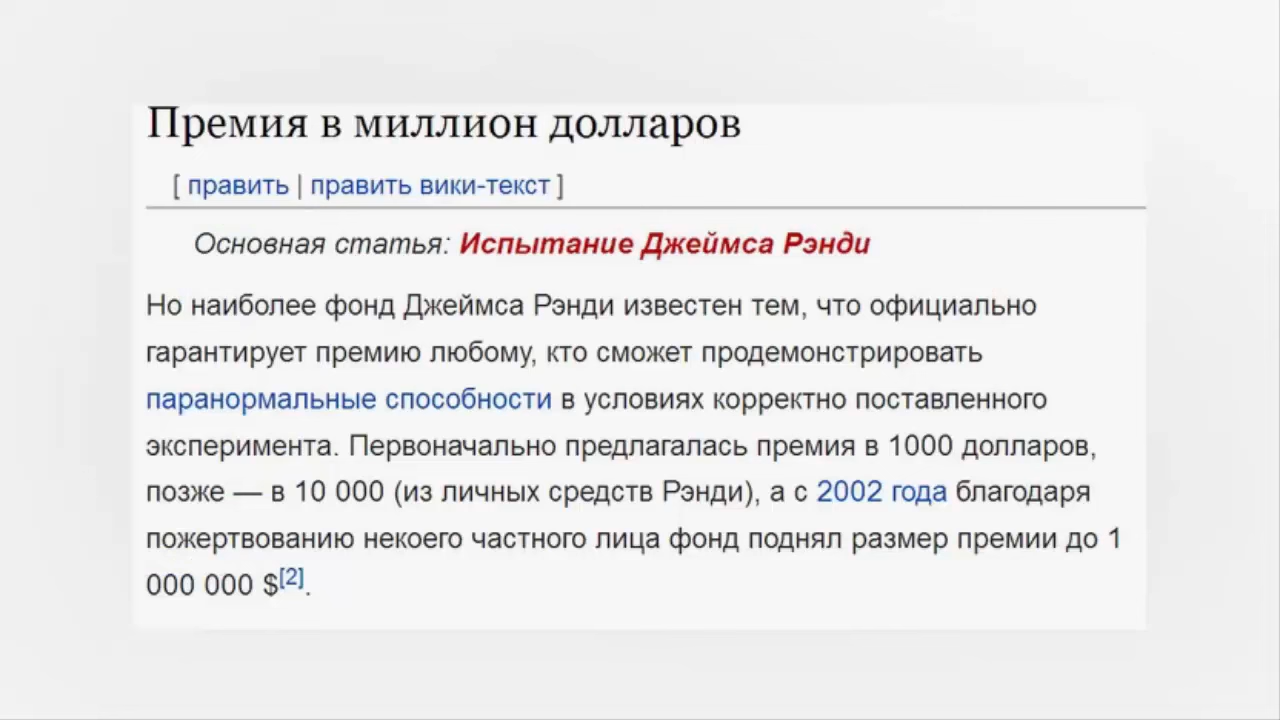 Премия в миллион долларов
[ править | править вики-текст ]
Основная статья: Испытание Джеймса Рэнди
Но наиболее фонд Джеймса Рэнди известен тем, что официально
гарантирует премию любому, кто сможет продемонстрировать
паранормальные способности в условиях корректно поставленного
эксперимента. Первоначально предлагалась премия в 1000 долларов,
позже — в 10 000 (из личных средств Рэнди), а с 2002 года благодаря
пожертвованию некоего частного лица фонд поднял размер премии до 1
000 000 $[2].